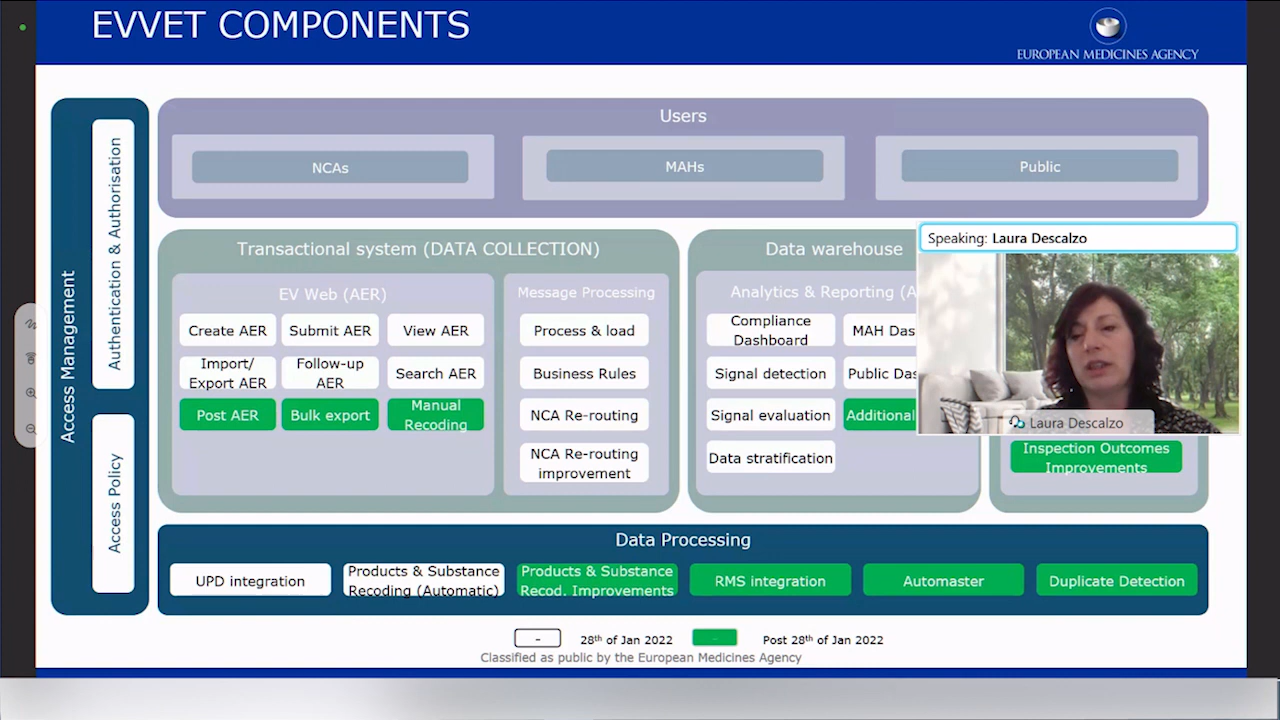 EVVET COMPONENTS
EUROPEAN MEDICINES AGENCY
Access Management
Authentication & Authorisation
Access Policy
Users
NCAs
MAHs
Public
Transactional system (DATA COLLECTION)
EV Web (AER)
Create AER
Submit AER
View AER
Import/
Export AER
Follow-up
AER
Search AER
Post AER
Bulk export
Manual
Recoding
Message Processing
Process & load
Business Rules
NCA Re-routing
NCA Re-routing
improvement
Data warehouse
Analytics & Reporting (A
Compliance
Dashboard
MAH Das
Signal detection
Public Das
Signal evaluation
Additional
Data stratification
Speaking: Laura Descalzo
Laura Descalzo
Inspection Outcomes
Improvements
Data Processing
UPD integration
Products & Substance
Recoding (Automatic)
Products & Substance
Recod. Improvements
RMS integration
Automaster
Duplicate Detection
- 28th of Jan 2022
Post 28th of Jan 2022
Classified as public by the European Medicines Agency